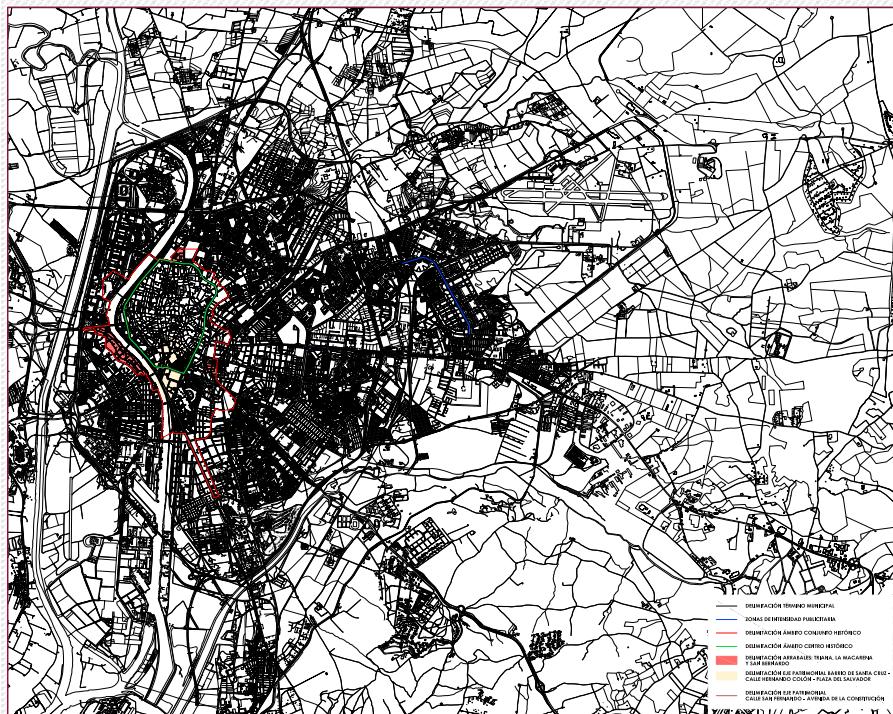 DELIMITACIÓN TÉRMINO MUNICIPAL
ZONAS DE INTENSIDAD PUBLICITARIA
DELIMITACIÓN ÁMBITO CONJUNTO HISTÓRICO
DELIMITACIÓN ÁMBITO CENTRO HISTÓRICO
DELIMITACIÓN ARRABALES: TRIANA, LA MACARENA
Y SAN BERNARDO
DELIMITACIÓN EJE PATRIMONIAL BARRIO DE SANTA CRUZ -
CALLE HERNANDO COLÓN - PLAZA DEL SALVADOR
DELIMITACIÓN EJE PATRIMONIAL
CALLE SAN FERNANDO - AVENIDA DE LA CONSTITUCIÓN